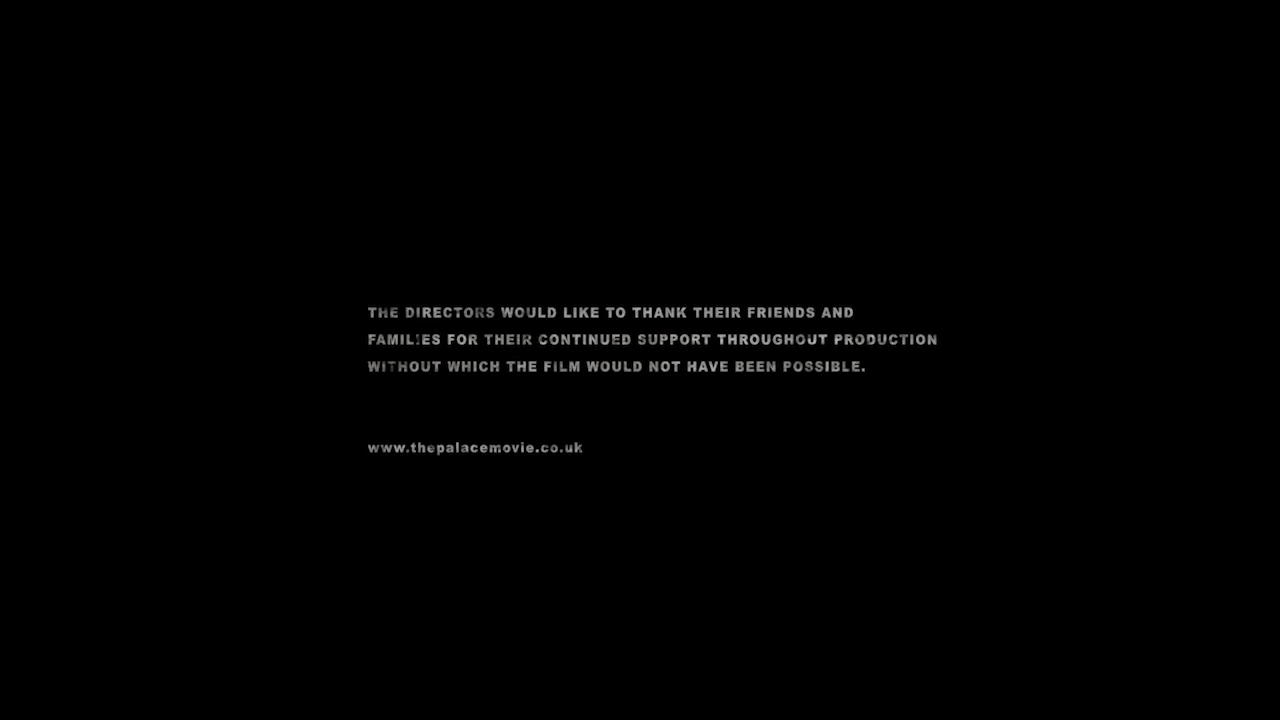 THE DIRECTORS WOULD LIKE TO THANK THEIR FRIENDS AND
FAMILIES FOR THEIR CONTINUED SUPPORT THROUGHOUT PRODUCTION
WITHOUT WHICH THE FILM WOULD NOT HAVE BEEN POSSIBLE.
www.thepalacemovie.co.uk